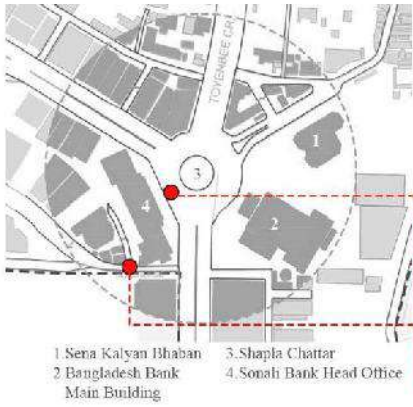 TOYENBEE CR
1
3
4
2
1 Sena Kalyan Bhaban
2 Bangladesh Bank
Main Building
3.Shapla Chattar
4.Sonali Bank Head Office